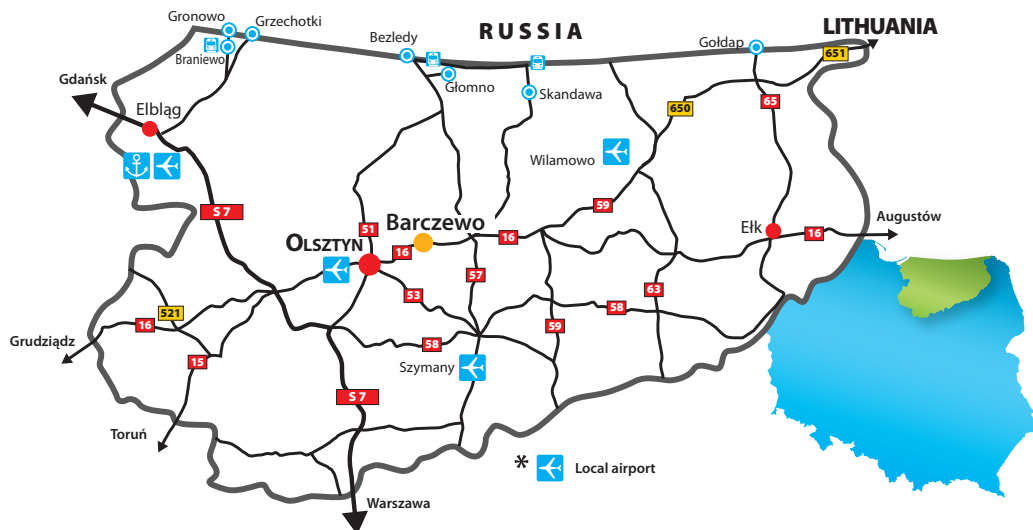 RUSSIA
LITHUANIA
Gronowo
Grzechotki
Bezledy
Gołdap
651
Braniewo
Głomno
Gdańsk
Skandawa
65
650
Elbląg
Wilamowo
S 7
59
51
Barczewo
Augustów
Ełk
16
16
OLSZTYN
16
57
53
63
58
521
16
59
Grudziądz
58
15
Szymany
S 7
Toruń
* Local airport
Warszawa